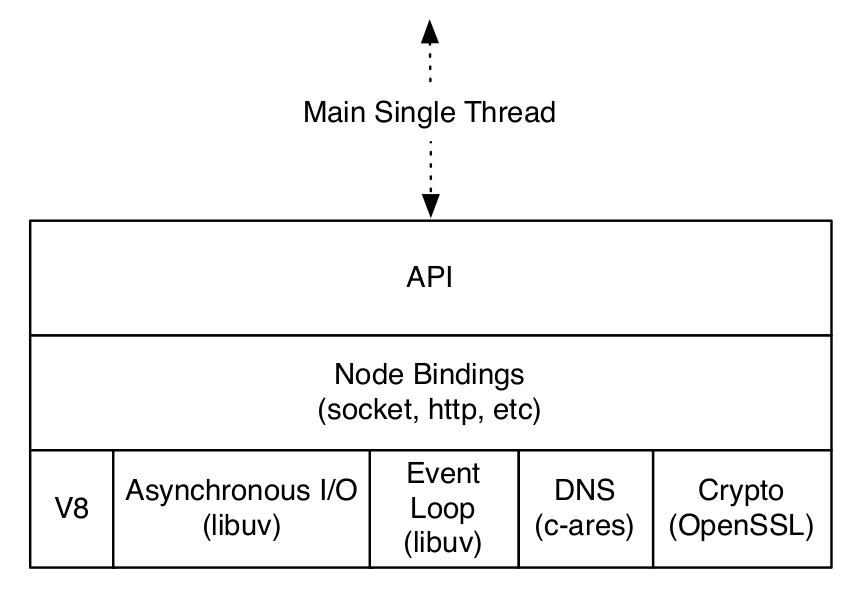 Main Single Thread
API
Node Bindings
(socket, http, etc)
V8
Asynchronous I/O
(libuv)
Event
Loop
(libuv)
DNS
(c-ares)
Crypto
(OpenSSL)